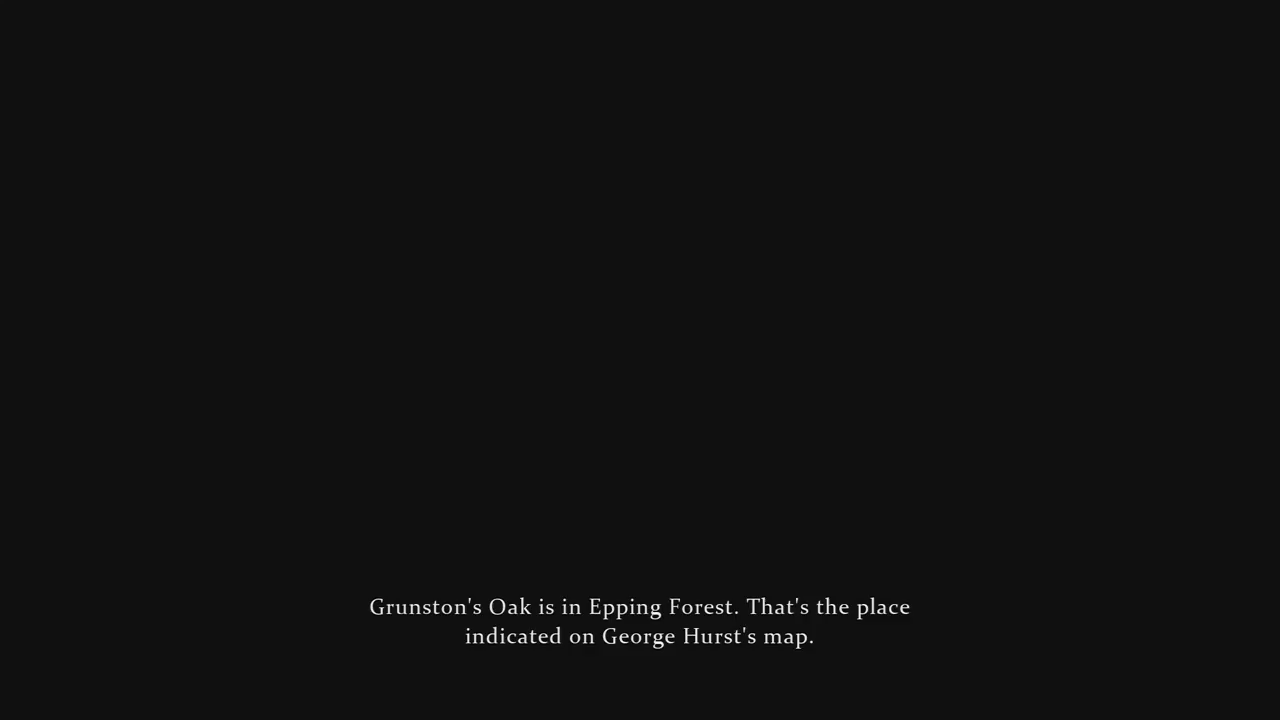 Grunston's Oak is in Epping Forest. That's the place
indicated on George Hurst's map.